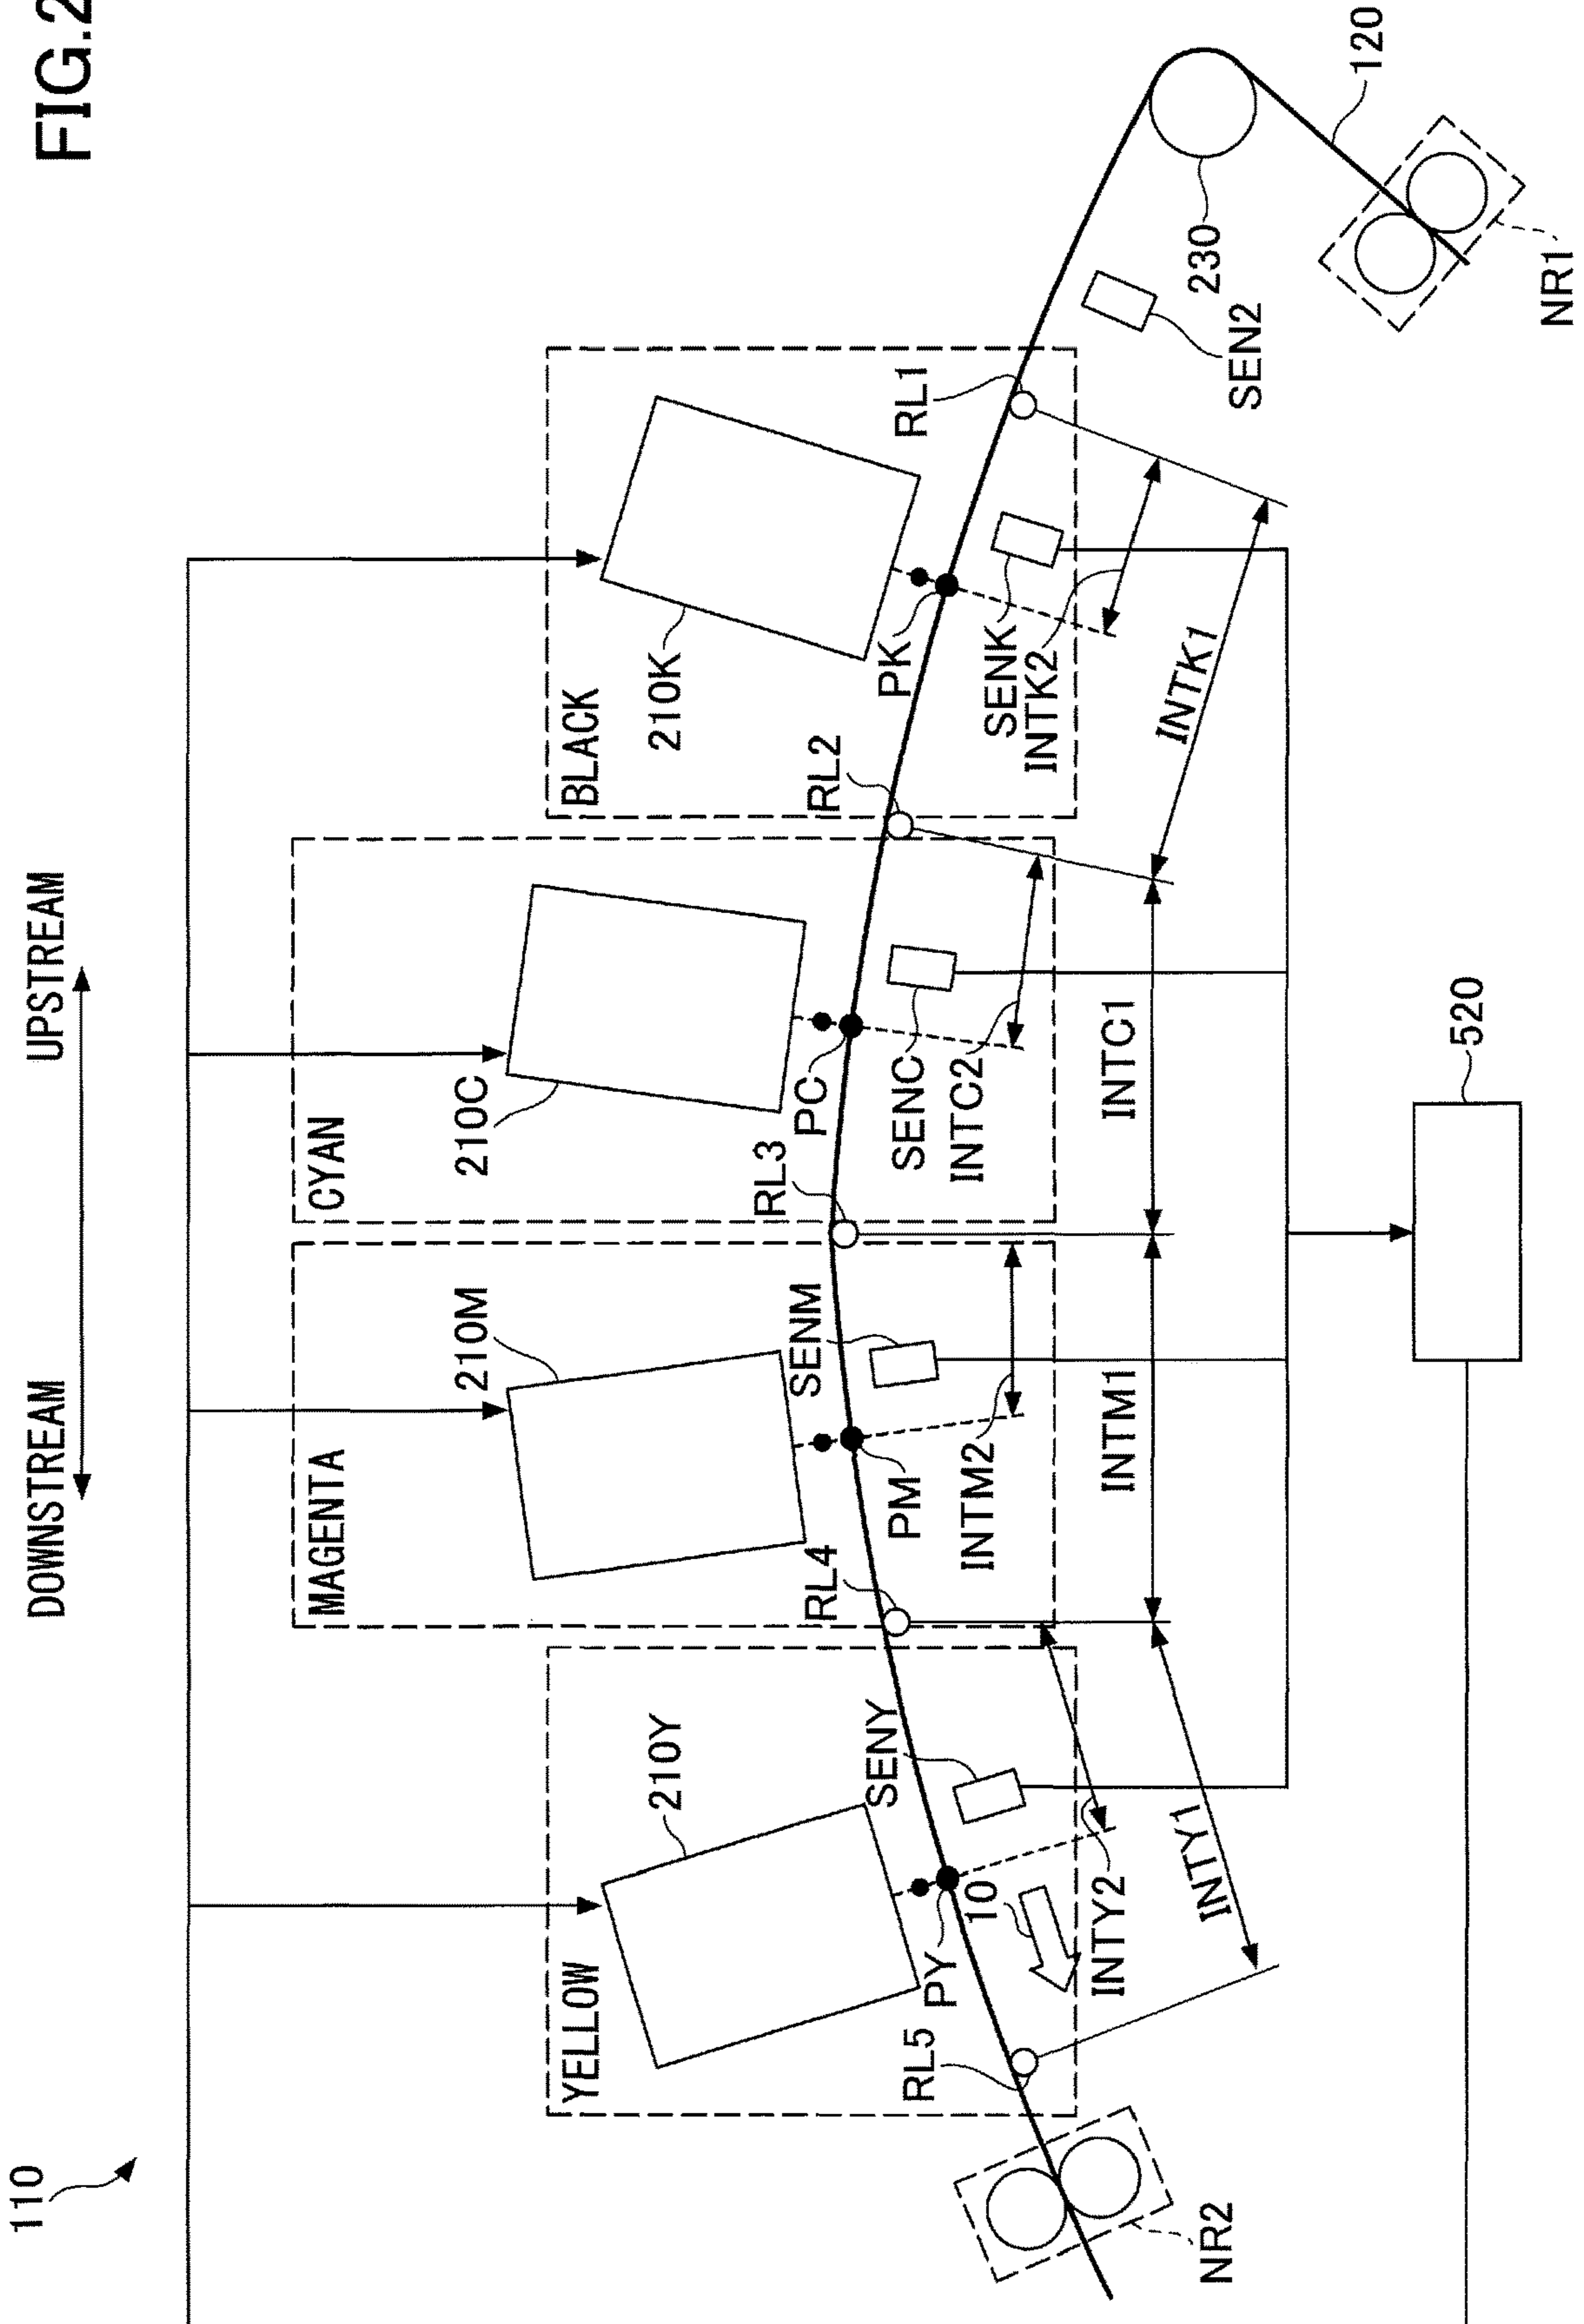 FIG.2
110
DOWNSTREAM
UPSTREAM
YELLOW
MAGENTA
CYAN
BLACK
210Y
210M
210C
210K
RL5
PY
SENY
RL4
PM
SENM
RL3
PC
RL2
PK
RL1
10
INTY2
INTM2
SENC
INTC2
SENK
INTK2
INTY1
INTM1
INTC1
INTK1
NR2
SEN2
230
120
NR1
520